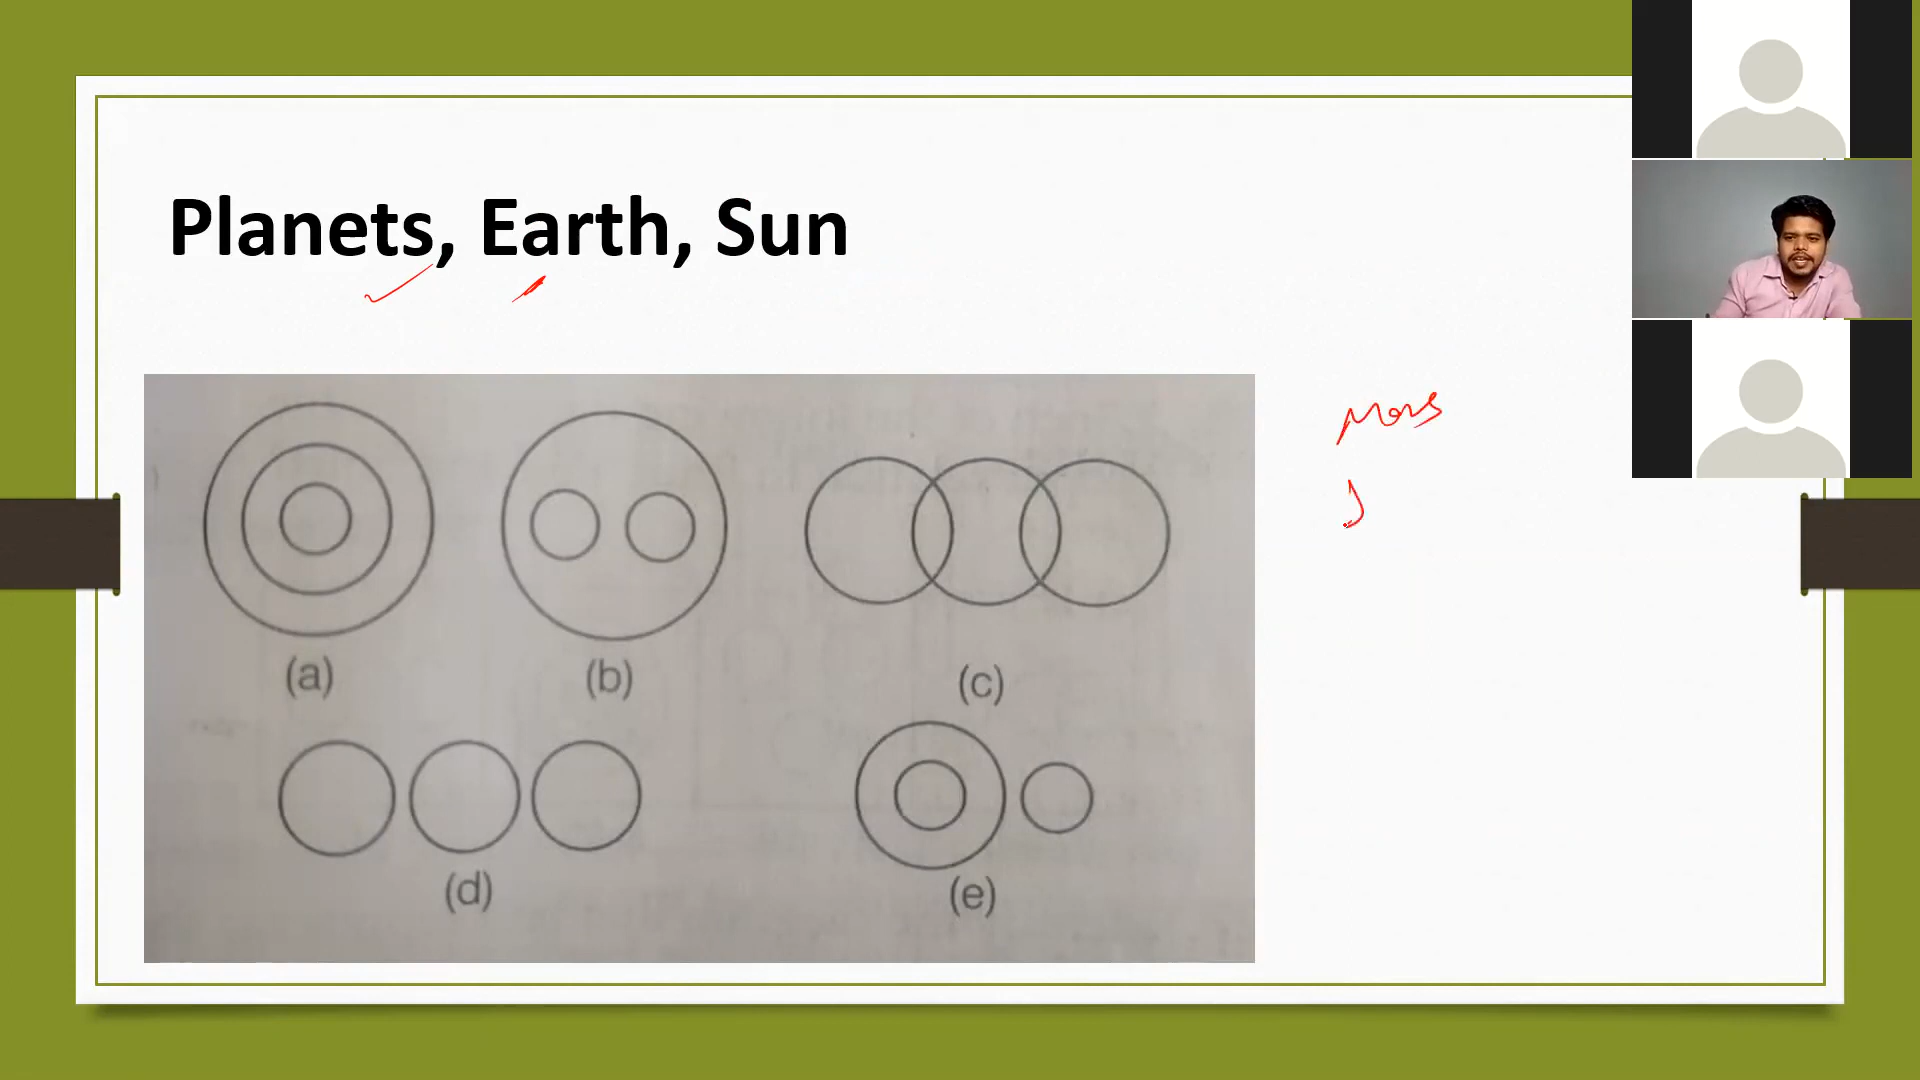 Planets, Earth, Sun
Mars
J
(a)
(b)
(c)
(d)
(e)